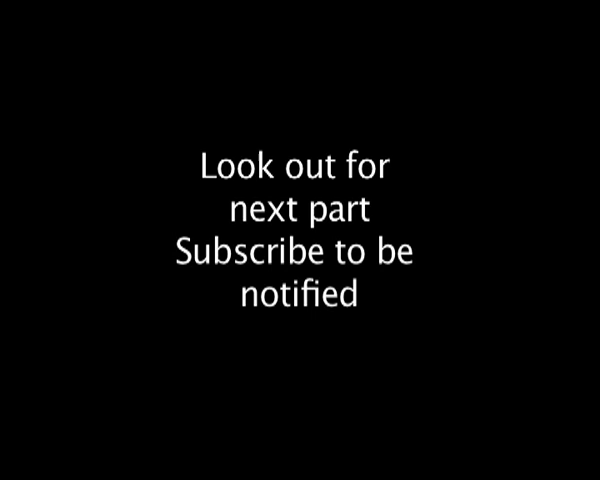 Look out for
next part
Subscribe to be
notified